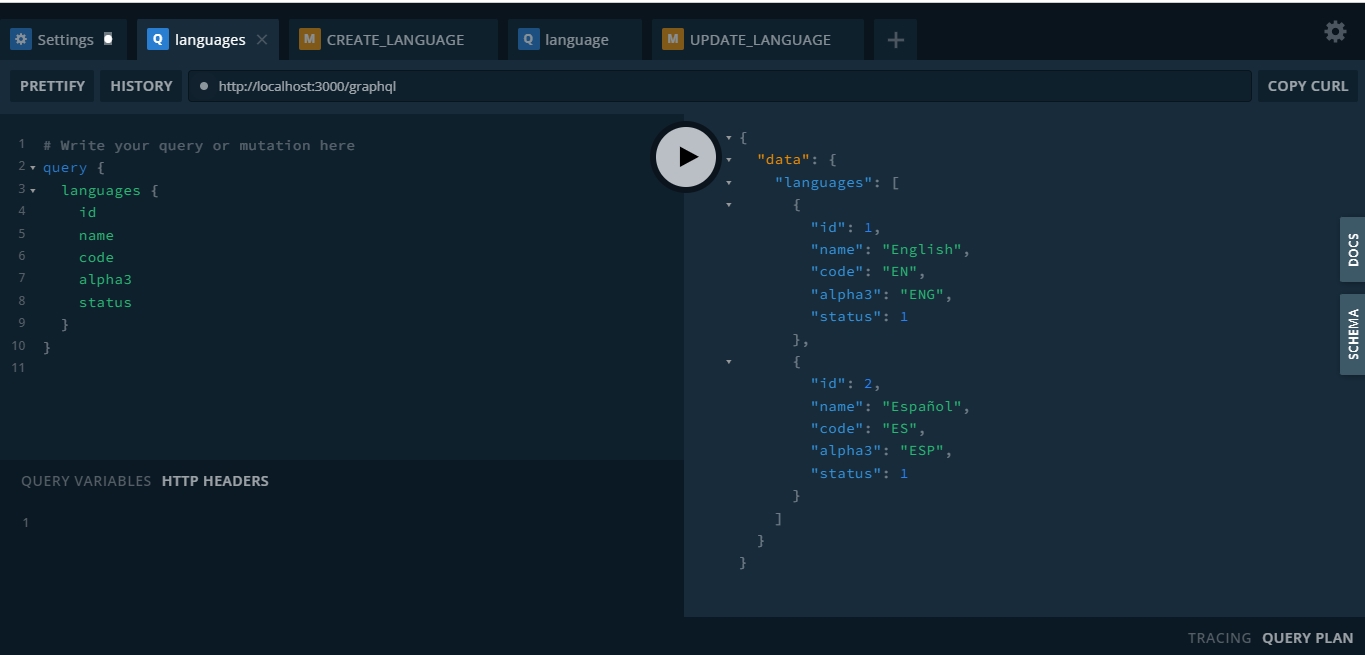 Settings
Q languages
M CREATE_LANGUAGE
Q language
M UPDATE_LANGUAGE
PRETTIFY HISTORY http://localhost:3000/graphql COPY CURL
1 # Write your query or mutation here
2 query {
3 languages {
4 id
5 name
6 code
7 alpha3
8 status
9 }
10 }
11
QUERY VARIABLES HTTP HEADERS
1
{
"data": {
"languages": [
{
"id": 1,
"name": "English",
"code": "EN",
"alpha3": "ENG",
"status": 1
},
{
"id": 2,
"name": "Español",
"code": "ES",
"alpha3": "ESP",
"status": 1
}
]
}
}
DOCS
SCHEMA
TRACING QUERY PLAN